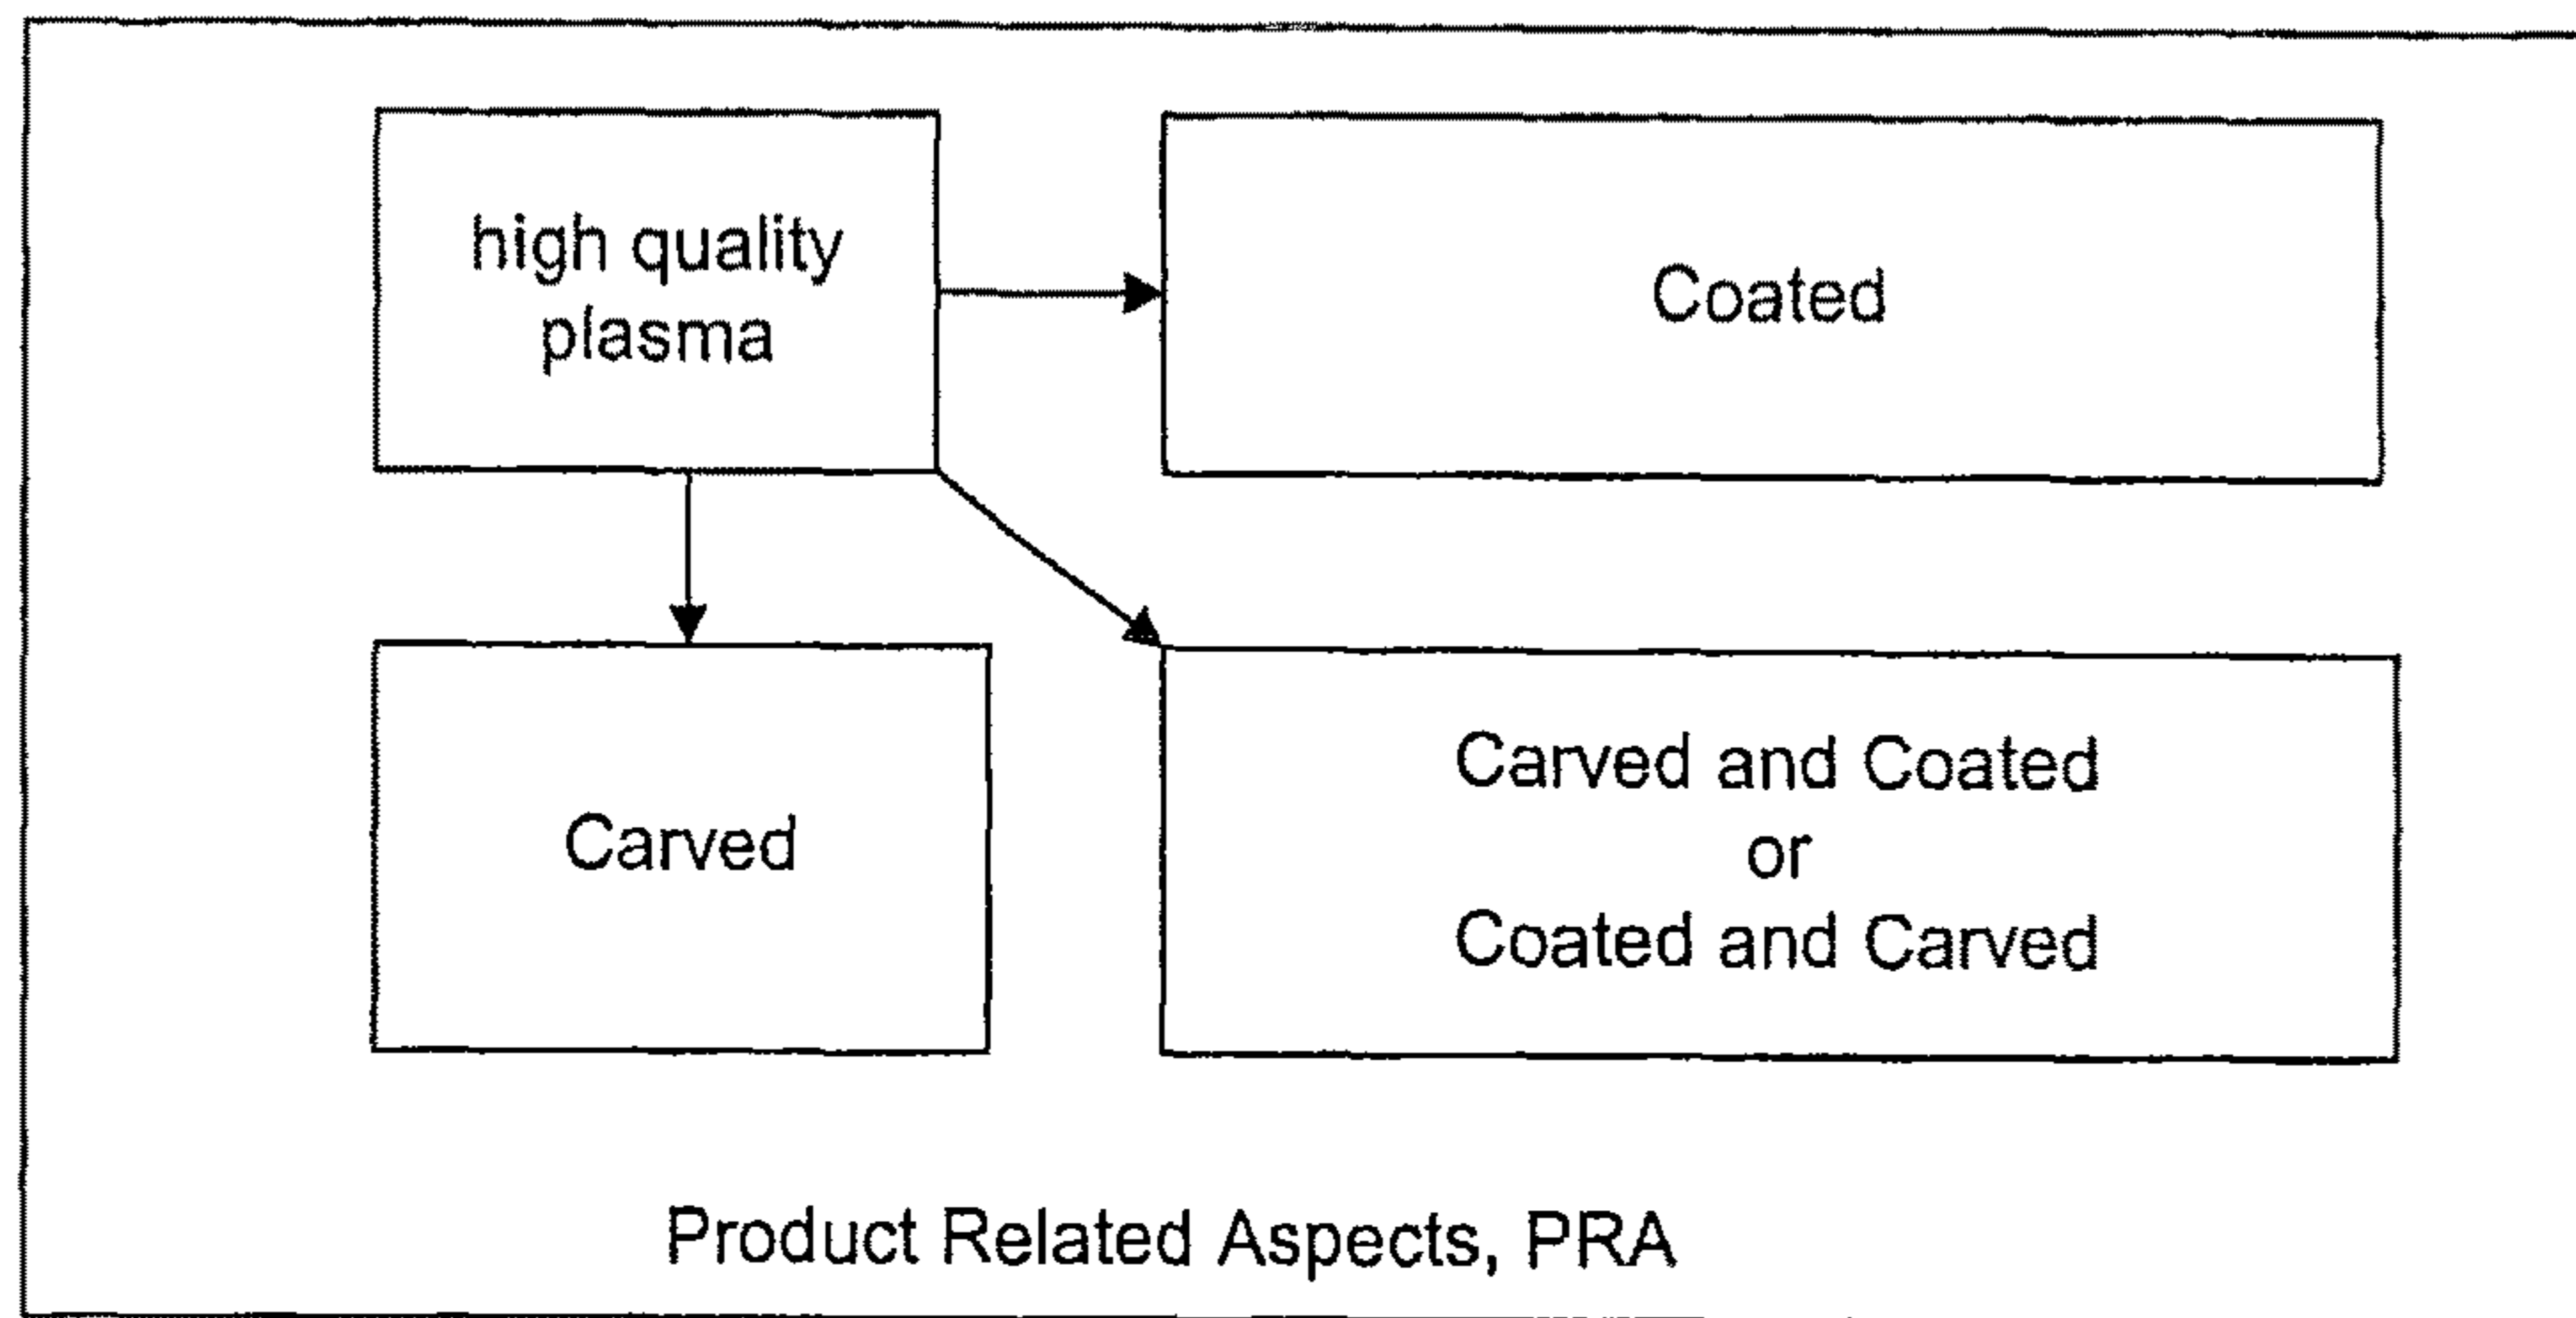 high quality
plasma
Coated
Carved
Carved and Coated
or
Coated and Carved
Product Related Aspects, PRA